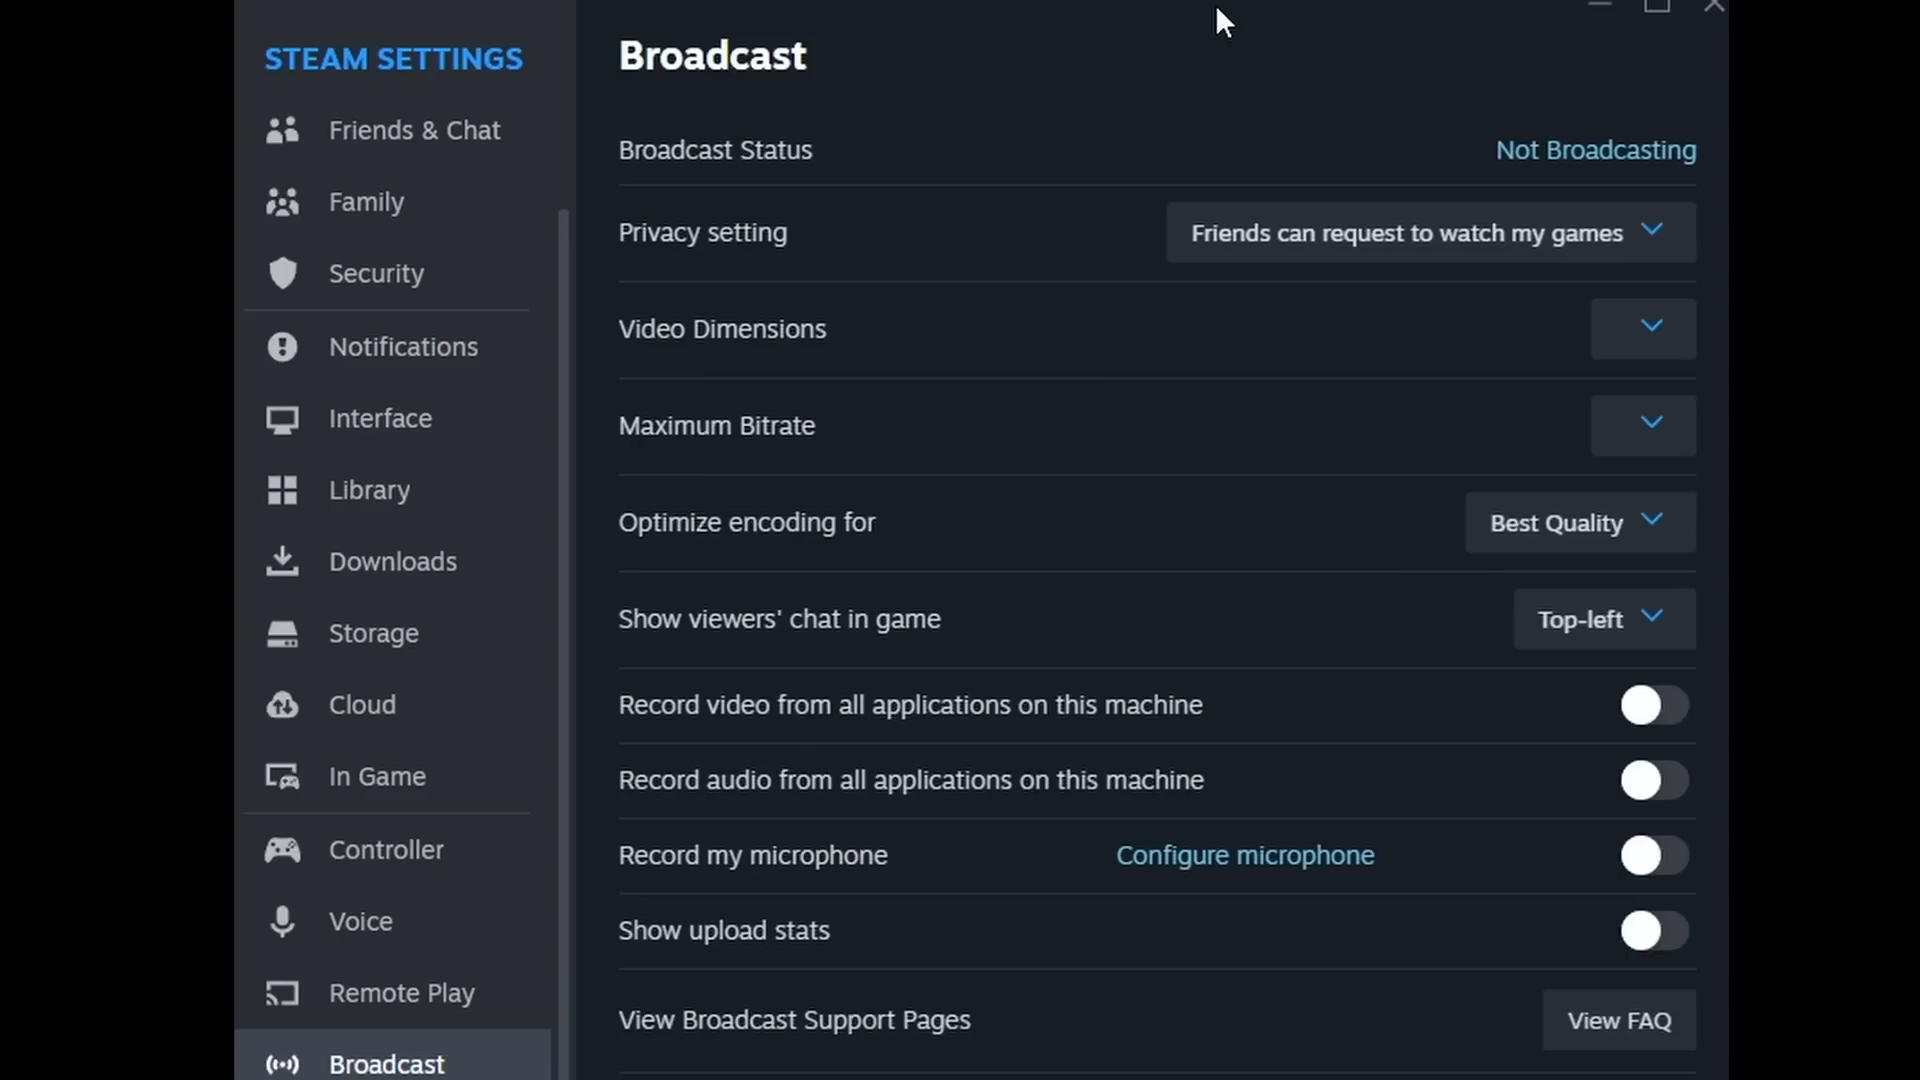 STEAM SETTINGS
Friends & Chat
Family
Security
Notifications
Interface
Library
Downloads
Storage
Cloud
In Game
Controller
Voice
Remote Play
Broadcast
Broadcast
Broadcast Status Not Broadcasting
Privacy setting Friends can request to watch my games
Video Dimensions
Maximum Bitrate
Optimize encoding for Best Quality
Show viewers' chat in game Top-left
Record video from all applications on this machine
Record audio from all applications on this machine
Record my microphone Configure microphone
Show upload stats
View Broadcast Support Pages View FAQ